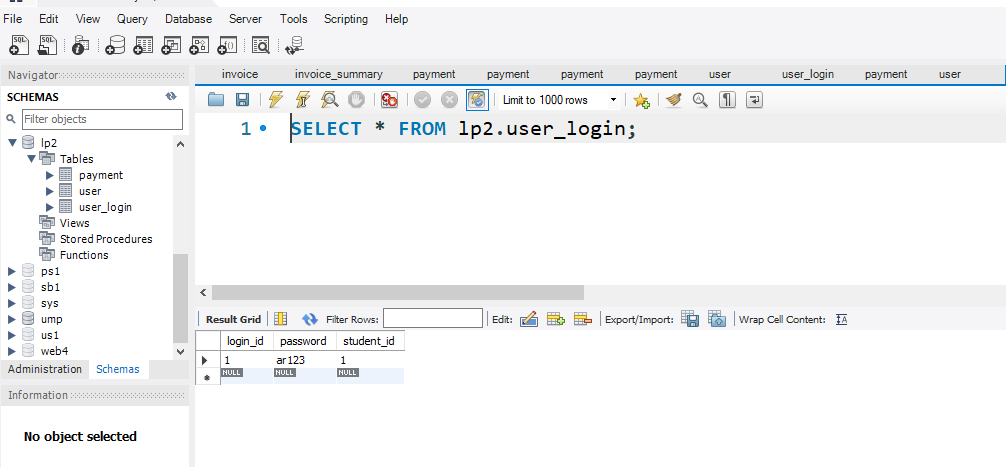 File Edit View Query Database Server Tools Scripting Help
SQL SQL
Navigator
invoice invoice_summary payment payment payment payment user user_login payment user
SCHEMAS
Filter objects
Limit to 1000 rows
1 SELECT * FROM lp2.user_login;
lp2
Tables
payment
user
user_login
Views
Stored Procedures
Functions
ps1
sb1
sys
ump
us1
web4
Administration Schemas
Information
No object selected
Result Grid Filter Rows: Edit: Export/Import: Wrap Cell Content: IA
login_id password student_id
1 ar123 1
NULL NULL NULL